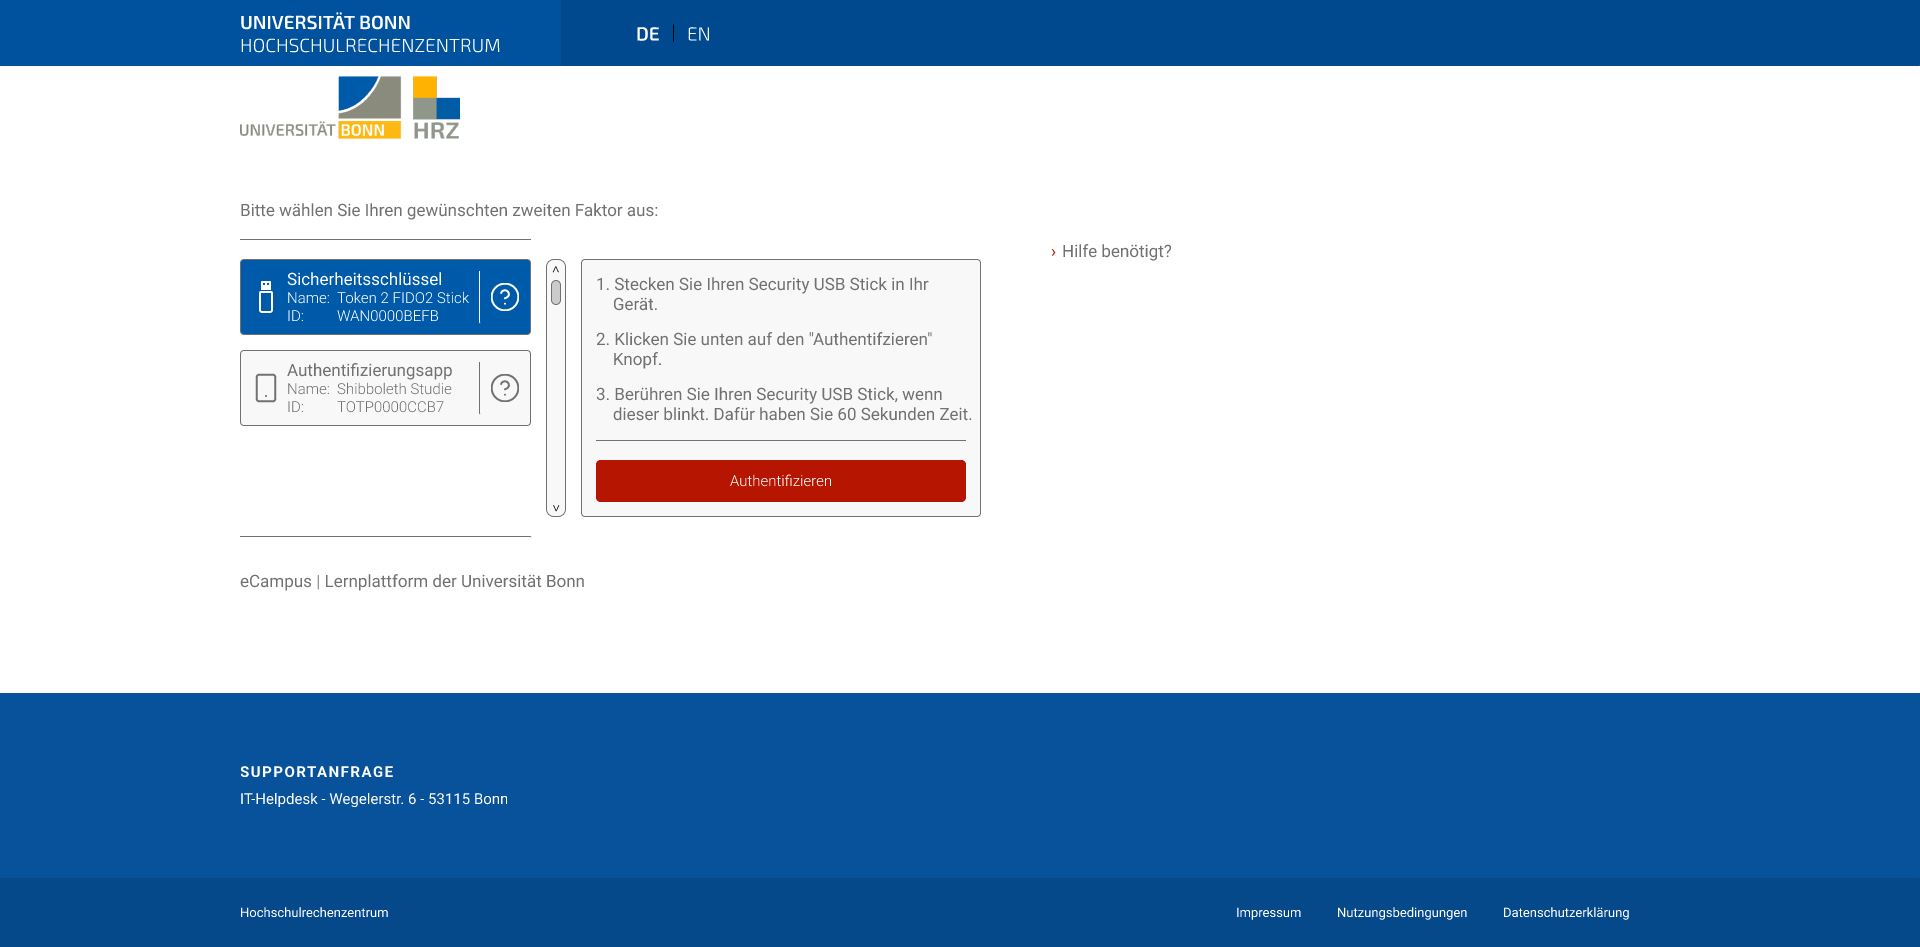 UNIVERSITÄT BONN
HOCHSCHULRECHENZENTRUM
DE | EN
UNIVERSITÄT BONN HRZ
Bitte wählen Sie Ihren gewünschten zweiten Faktor aus:
› Hilfe benötigt?
Sicherheitsschlüssel
Name: Token 2 FIDO2 Stick
ID: WAN0000BEFB
?
Authentifizierungsapp
Name: Shibboleth Studie
ID: TOTP0000CCB7
?
1. Stecken Sie Ihren Security USB Stick in Ihr
Gerät.
2. Klicken Sie unten auf den "Authentifzieren"
Knopf.
3. Berühren Sie Ihren Security USB Stick, wenn
dieser blinkt. Dafür haben Sie 60 Sekunden Zeit.
Authentifizieren
eCampus | Lernplattform der Universität Bonn
SUPPORTANFRAGE
IT-Helpdesk - Wegelerstr. 6 - 53115 Bonn
Hochschulrechenzentrum
Impressum Nutzungsbedingungen Datenschutzerklärung